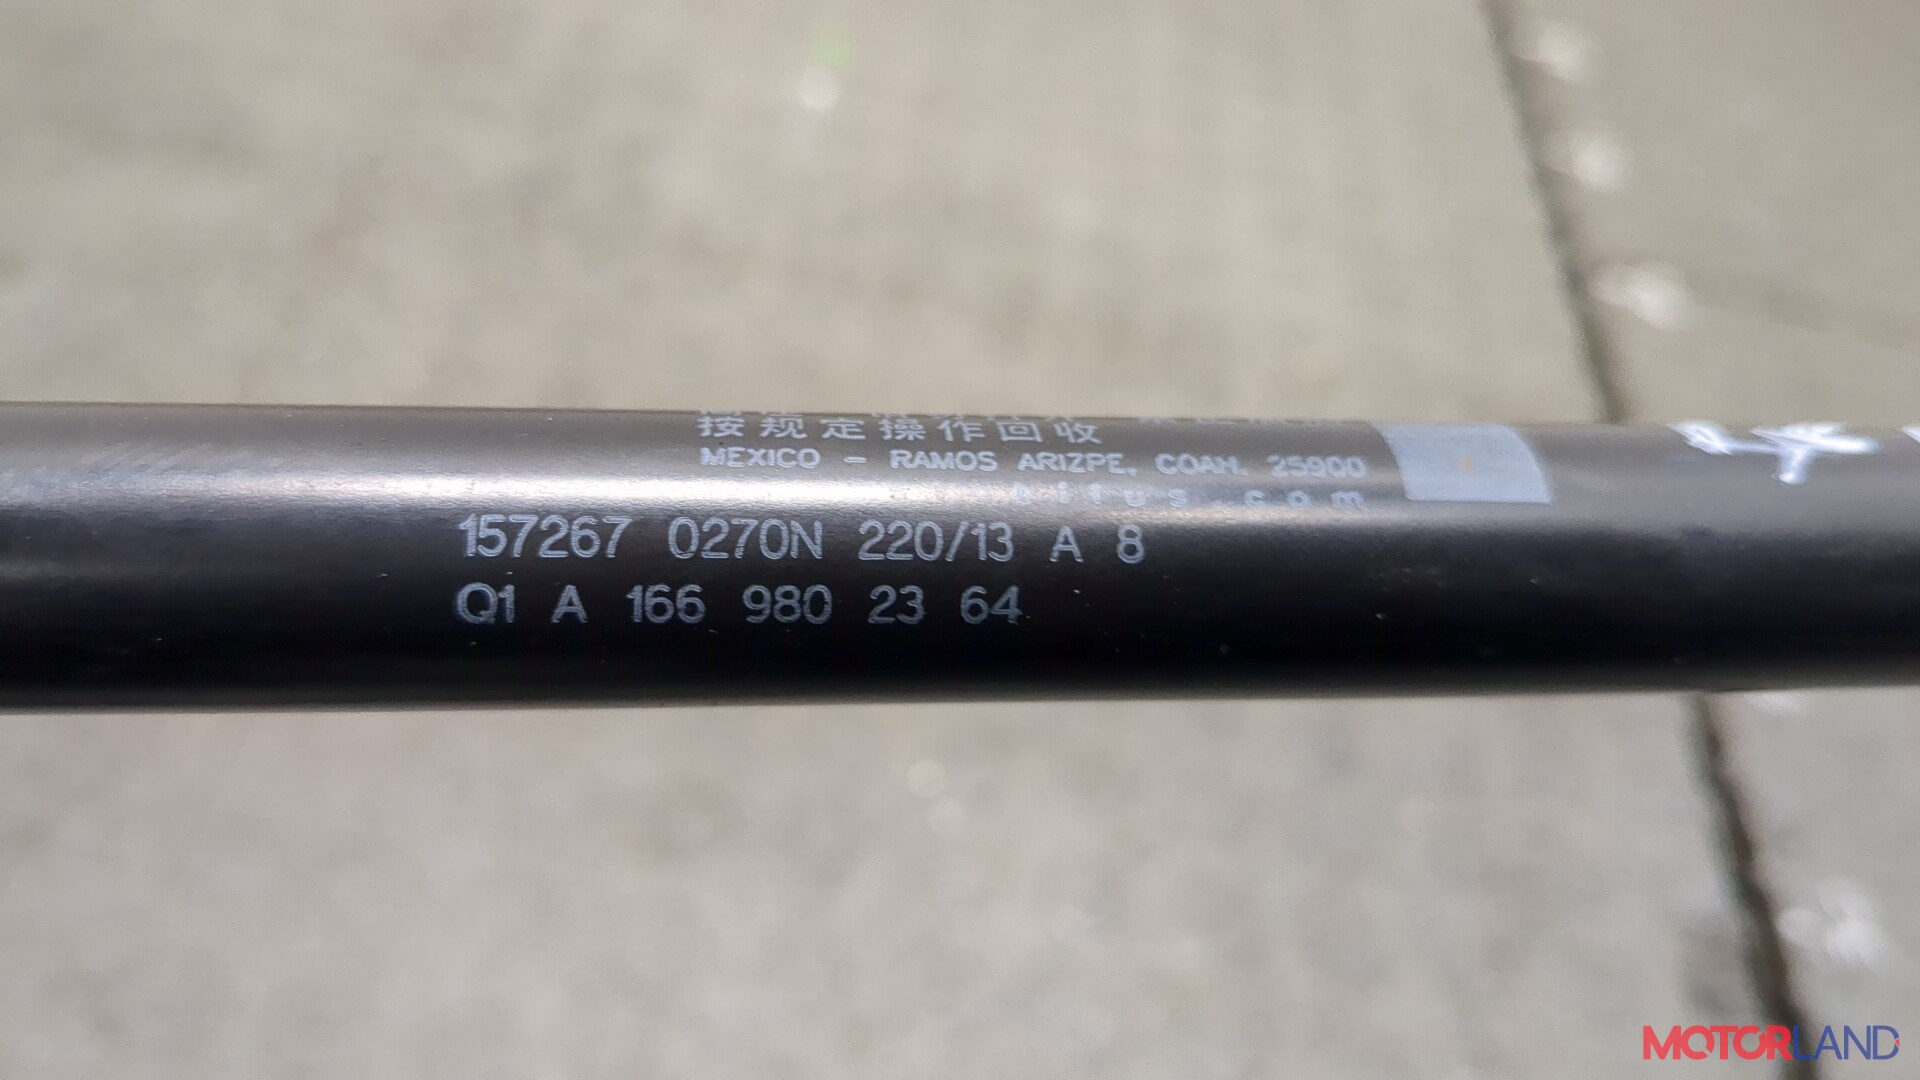 按规定操作回收
MEXICO - RAMOS ARIZPE, COAH. 25900
157267 0270N 220/13 A 8
Q1 A 166 980 23 64
MOTORLAND